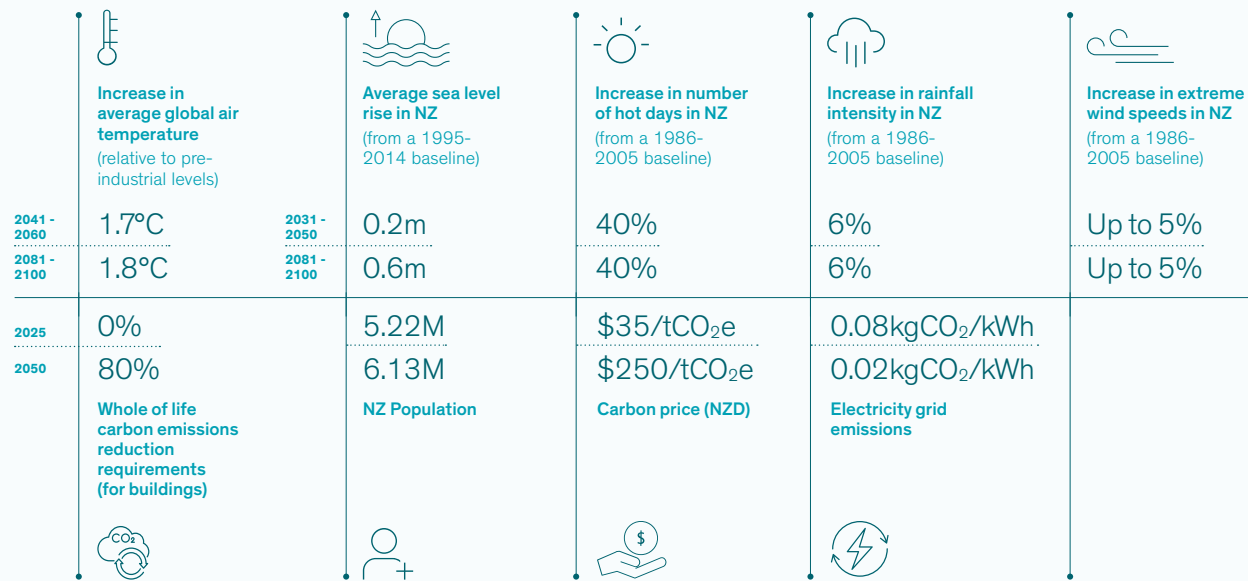 Increase in
average global air
temperature
(relative to pre-
industrial levels)
Average sea level
rise in NZ
(from a 1995-
2014 baseline)
Increase in number
of hot days in NZ
(from a 1986-
2005 baseline)
Increase in rainfall
intensity in NZ
(from a 1986-
2005 baseline)
Increase in extreme
wind speeds in NZ
(from a 1986-
2005 baseline)
2041 -
2060
1.7°C
2031 -
2050
0.2m
40%
6%
Up to 5%
2081 -
2100
1.8°C
2081 -
2100
0.6m
40%
6%
Up to 5%
2025
0%
5.22M
$35/tCO₂e
0.08kgCO₂/kWh
2050
80%
6.13M
$250/tCO₂e
0.02kgCO₂/kWh
Whole of life
carbon emissions
reduction
requirements
(for buildings)
NZ Population
Carbon price (NZD)
Electricity grid
emissions
CO₂
$